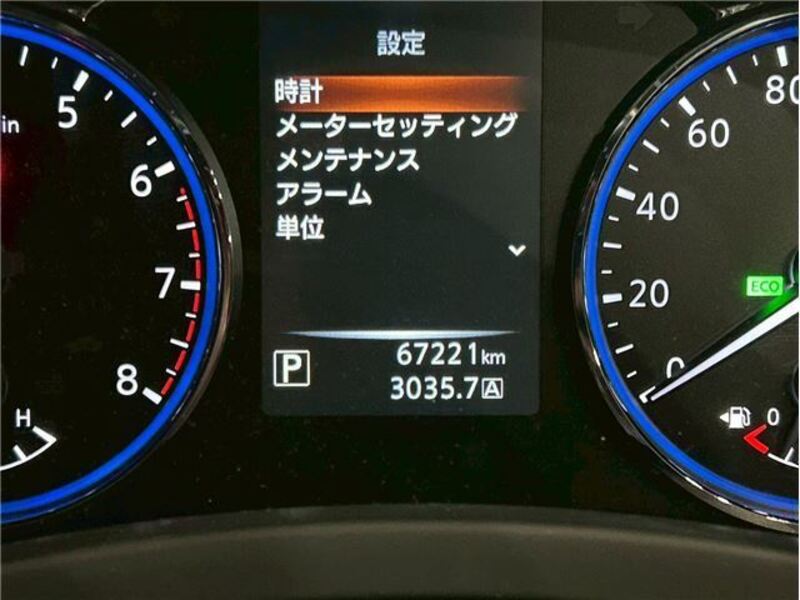 設定
時計
メーターセッティング
メンテナンス
アラーム
単位
P
67221km
3035.7A
in
5
6
7
8
H
80
60
40
20
0
ECO
0